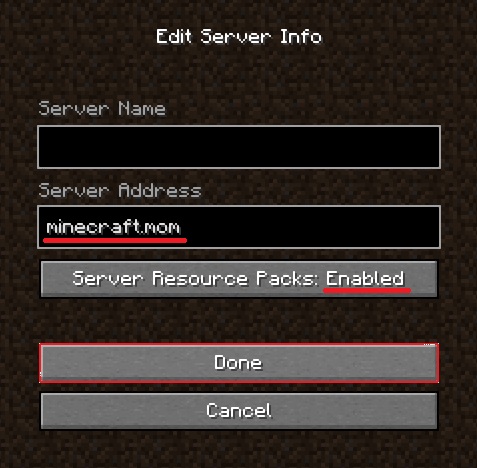 Edit Server Info
Server Name
Server Address
minecraft.mom
Server Resource Packs: Enabled
Done
Cancel